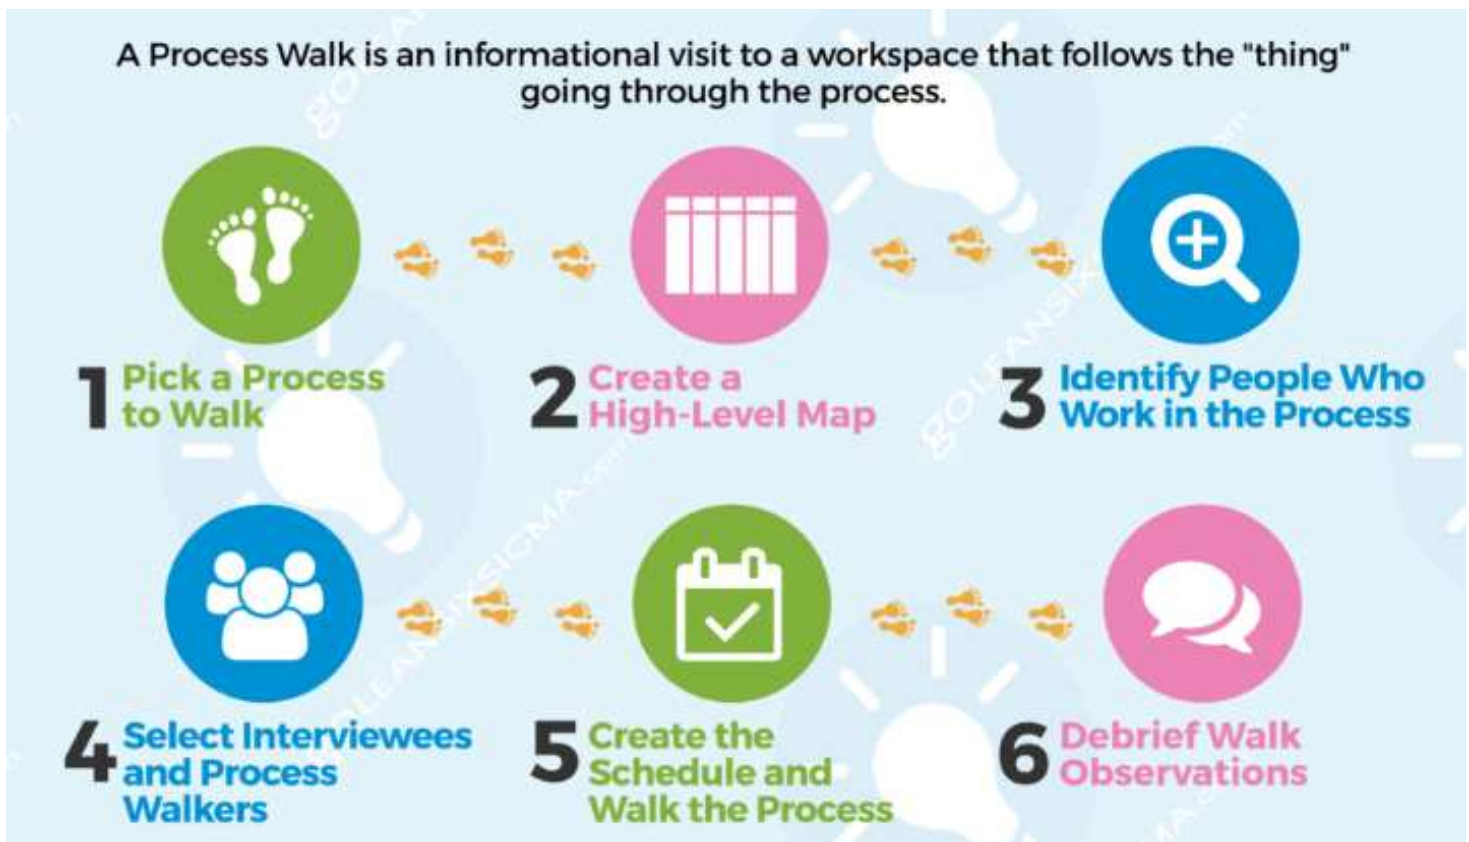 A Process Walk is an informational visit to a workspace that follows the "thing"
going through the process.
1 Pick a Process
to Walk
2 Create a
High-Level Map
3 Identify People Who
Work in the Process
4 Select Interviewees
and Process
Walkers
5 Create the
Schedule and
Walk the Process
6 Debrief Walk
Observations